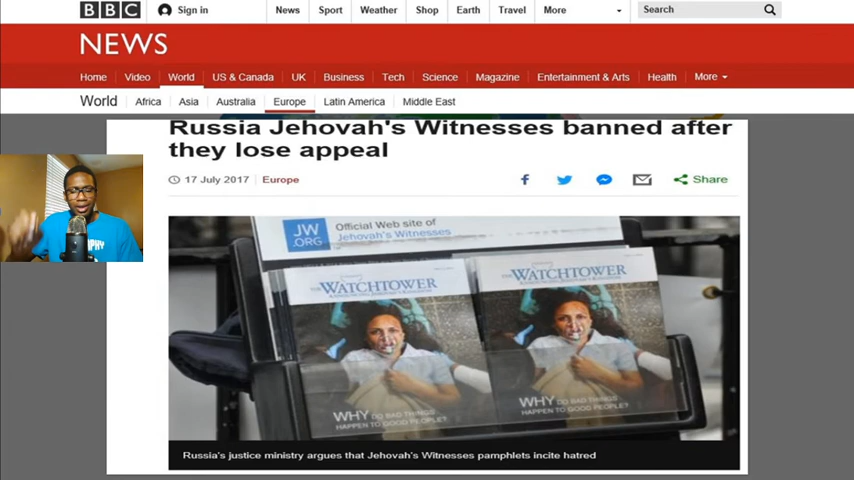 BBC Sign in News Sport Weather Shop Earth Travel More Search
NEWS
Home Video World US & Canada UK Business Tech Science Magazine Entertainment & Arts Health More
World Africa Asia Australia Europe Latin America Middle East
Russia Jehovah's Witnesses banned after
they lose appeal
17 July 2017 Europe Share
JW
.ORG
Official Web site of
Jehovah's Witnesses
THE WATCHTOWER
THE WATCHTOWER
WHY DO BAD THINGS
HAPPEN TO GOOD PEOPLE?
WHY DO BAD THINGS
HAPPEN TO GOOD PEOPLE?
Russia's justice ministry argues that Jehovah's Witnesses pamphlets incite hatred